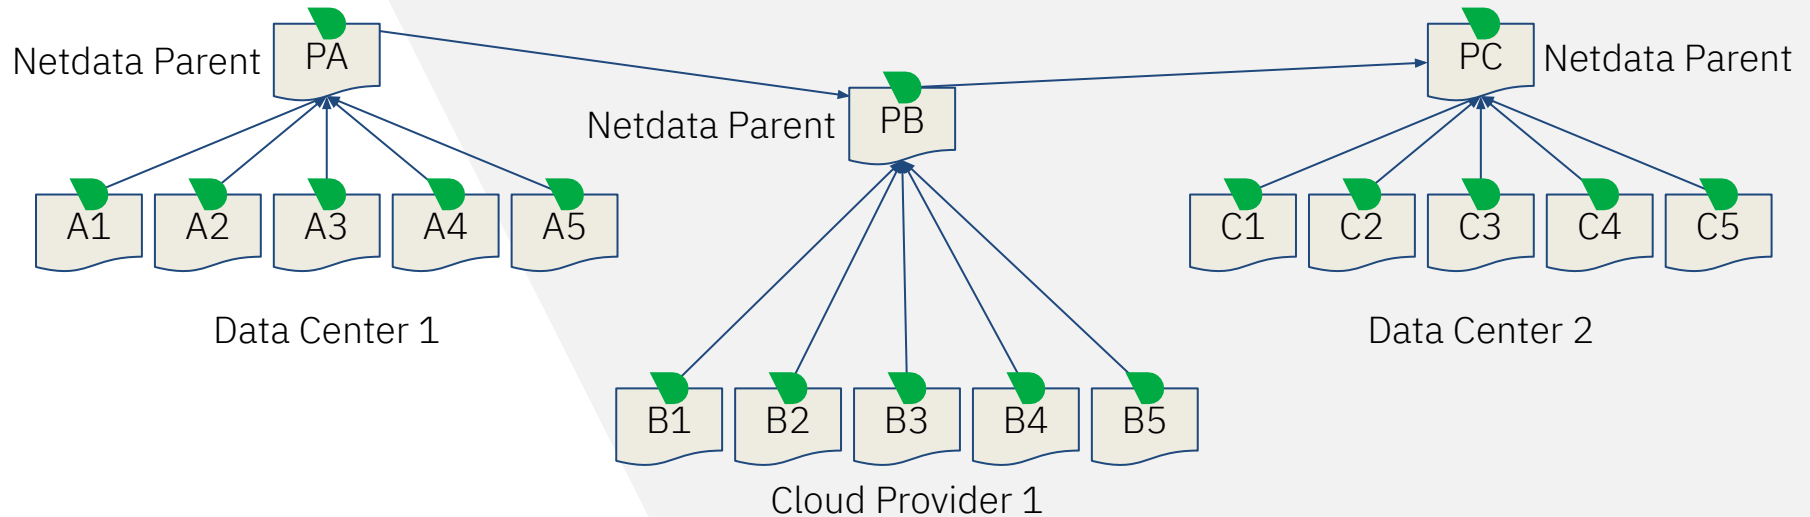 Netdata Parent
PA
PC
Netdata Parent
Netdata Parent
PB
A1
A2
A3
A4
A5
C1
C2
C3
C4
C5
Data Center 1
Data Center 2
B1
B2
B3
B4
B5
Cloud Provider 1